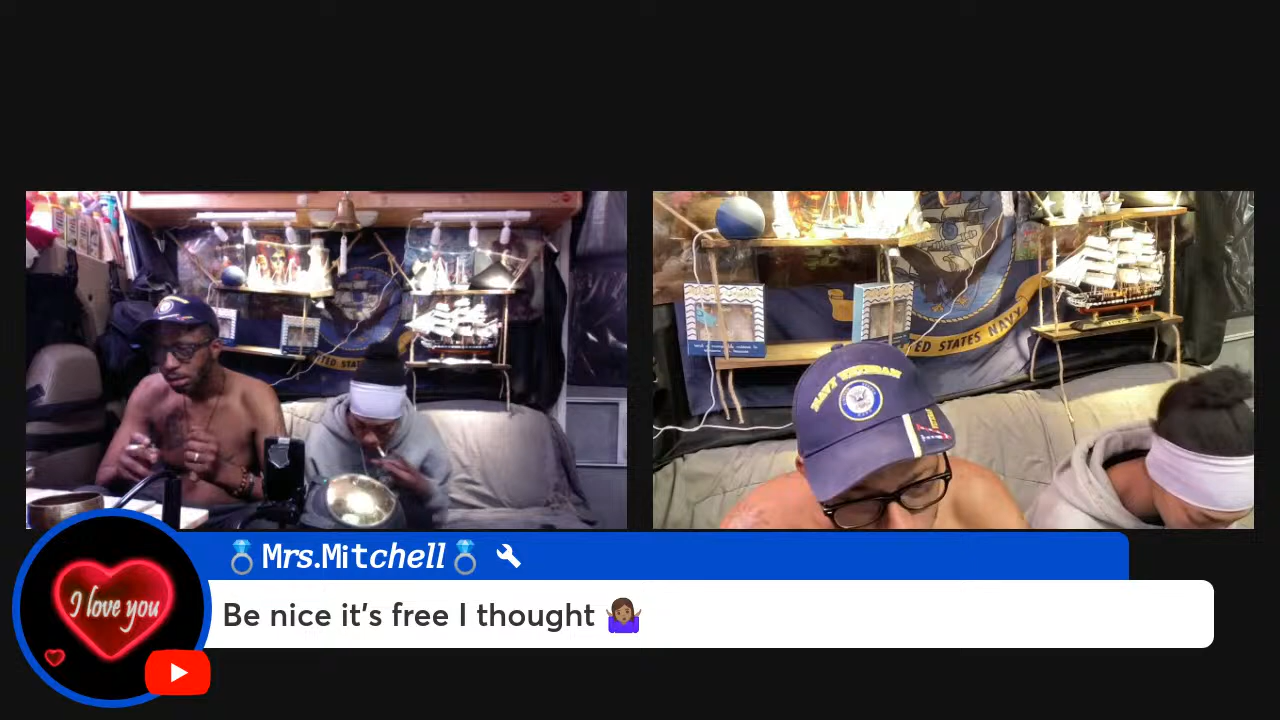 UNITED STATES NAVY
NAVY VETERAN
💍Mrs.Mitchell💍
I love you
Be nice it's free I thought 🤷🏽‍♀️